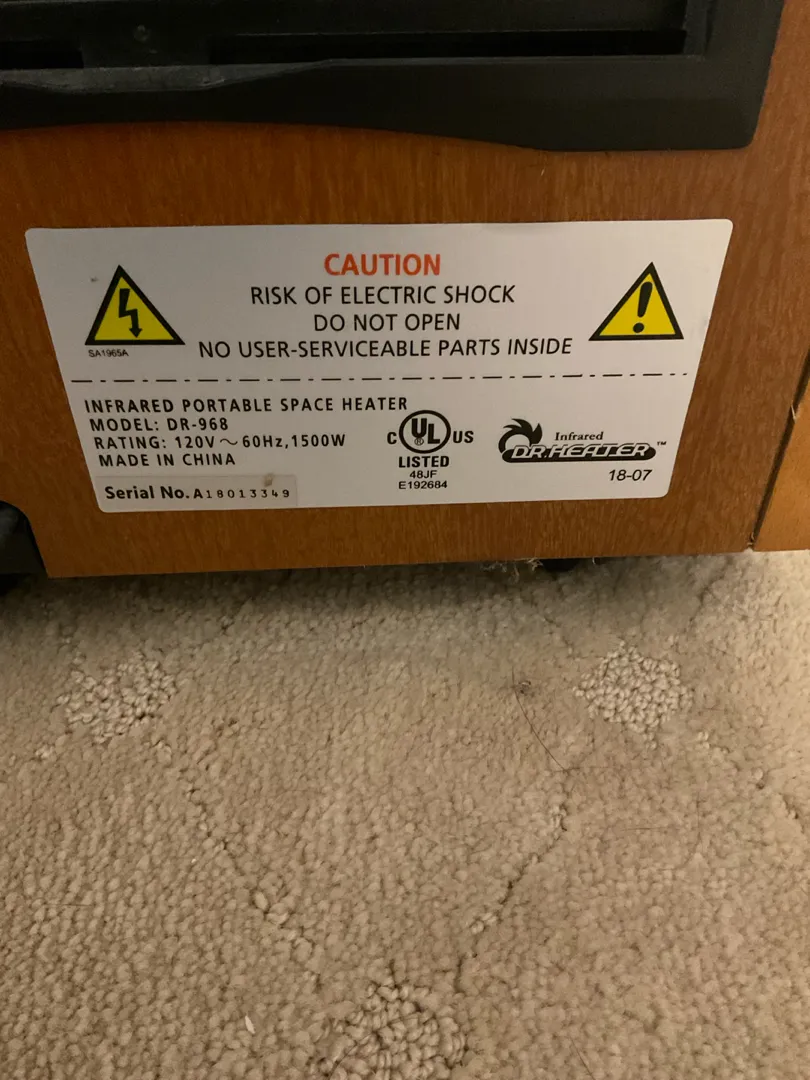 CAUTION
RISK OF ELECTRIC SHOCK
DO NOT OPEN
NO USER-SERVICEABLE PARTS INSIDE
SA1965A
INFRARED PORTABLE SPACE HEATER
MODEL: DR-968
RATING: 120V ~ 60Hz,1500W
MADE IN CHINA
Serial No. A18013349
C UL ® US
LISTED
48JF
E192684
Infrared
DR.HEATER ™
18-07